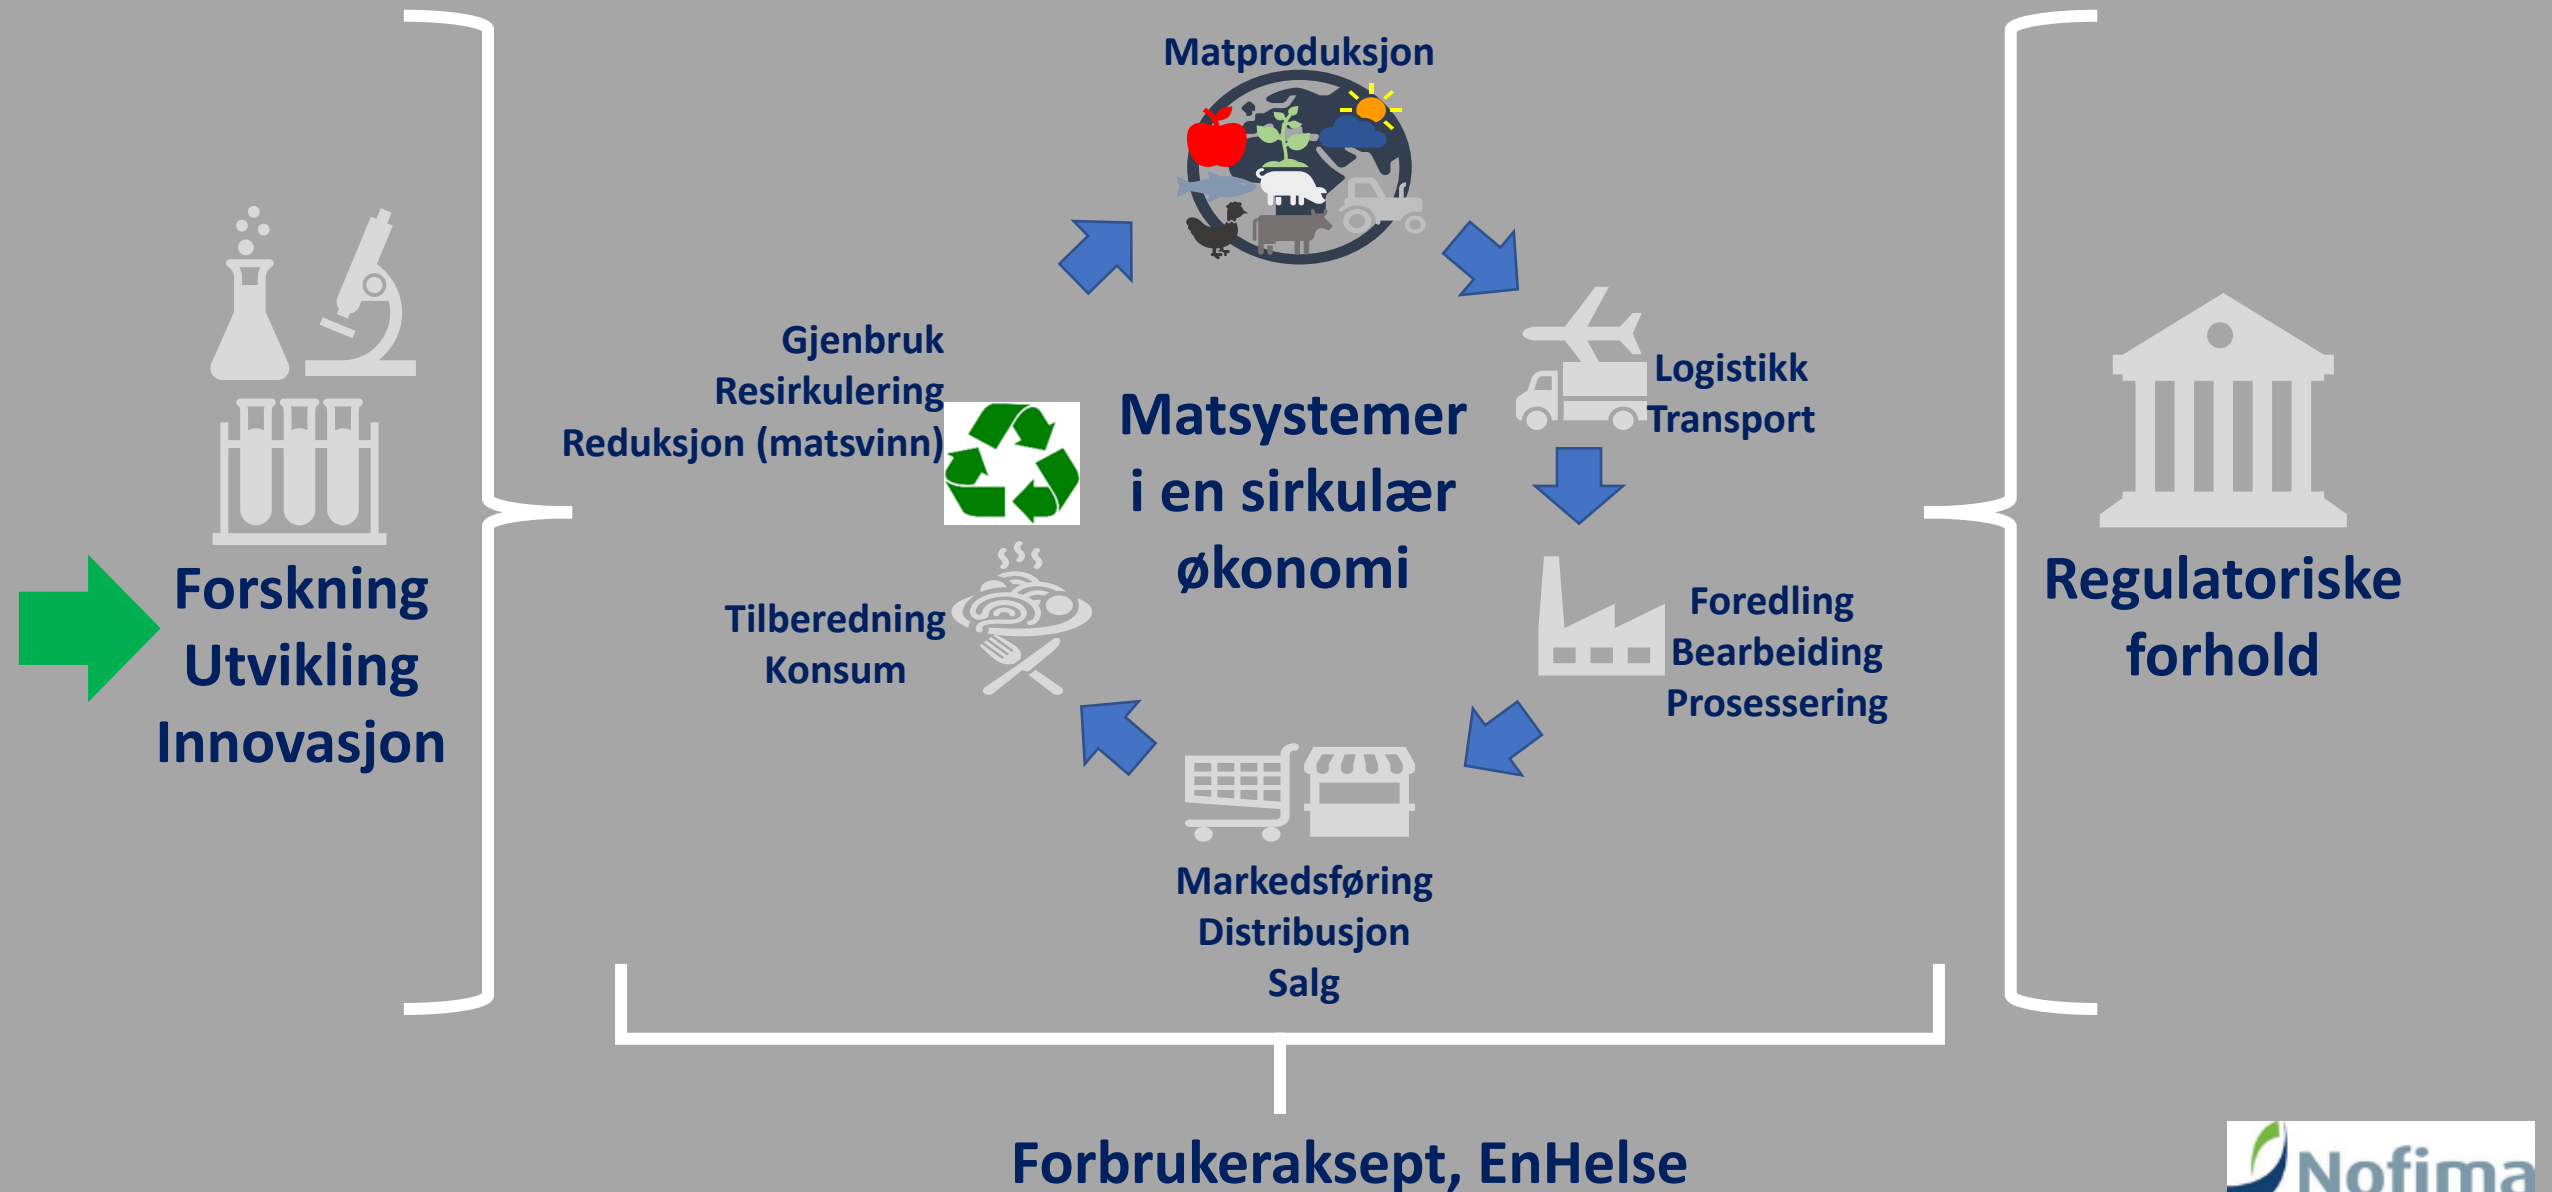 Matproduksjon
Gjenbruk
Resirkulering
Reduksjon (matsvinn)
Matsystemer
i en sirkulær
økonomi
Logistikk
Transport
Forskning
Utvikling
Innovasjon
Tilberedning
Konsum
Foredling
Bearbeiding
Prosessering
Regulatoriske
forhold
Markedsføring
Distribusjon
Salg
Forbrukeraksept, EnHelse
Nofima